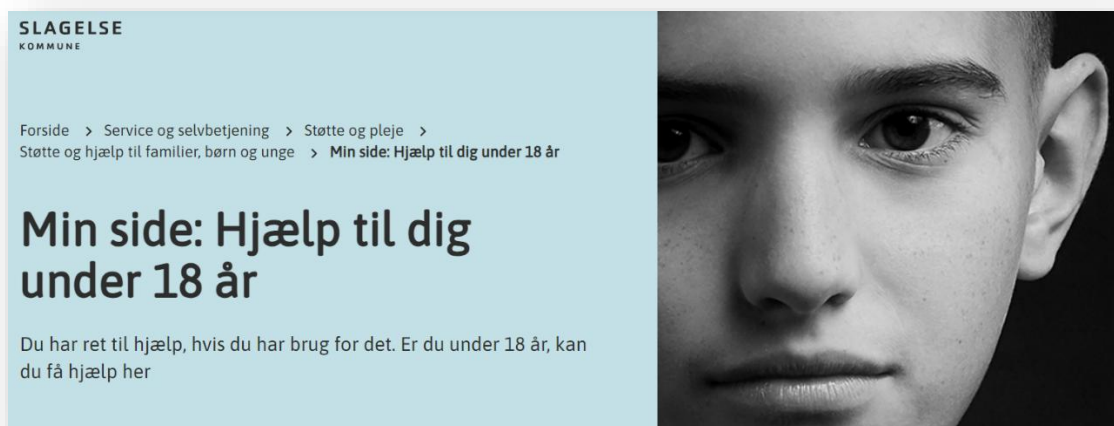 SLAGELSE
KOMMUNE
Forside > Service og selvbetjening > Støtte og pleje >
Støtte og hjælp til familier, børn og unge > Min side: Hjælp til dig under 18 år
Min side: Hjælp til dig
under 18 år
Du har ret til hjælp, hvis du har brug for det. Er du under 18 år, kan
du få hjælp her